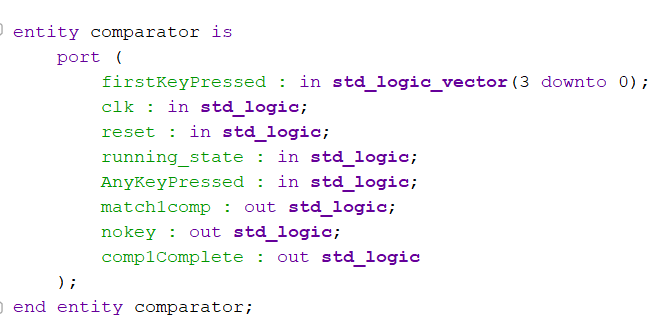 entity comparator is
port (
firstKeyPressed : in std_logic_vector(3 downto 0);
clk : in std_logic;
reset : in std_logic;
running_state : in std_logic;
AnyKeyPressed : in std_logic;
match1comp : out std_logic;
nokey : out std_logic;
comp1Complete : out std_logic
);
end entity comparator;